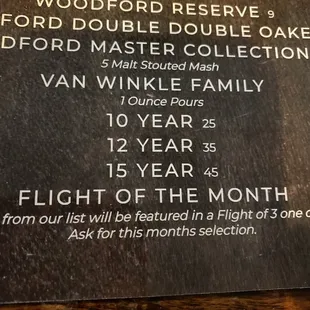 WOODFORD RESERVE 9
FORD DOUBLE DOUBLE OAKE
DFORD MASTER COLLECTION
5 Malt Stouted Mash
VAN WINKLE FAMILY
1 Ounce Pours
10 YEAR 25
12 YEAR 35
15 YEAR 45
FLIGHT OF THE MONTH
from our list will be featured in a Flight of 3 one
Ask for this months selection.